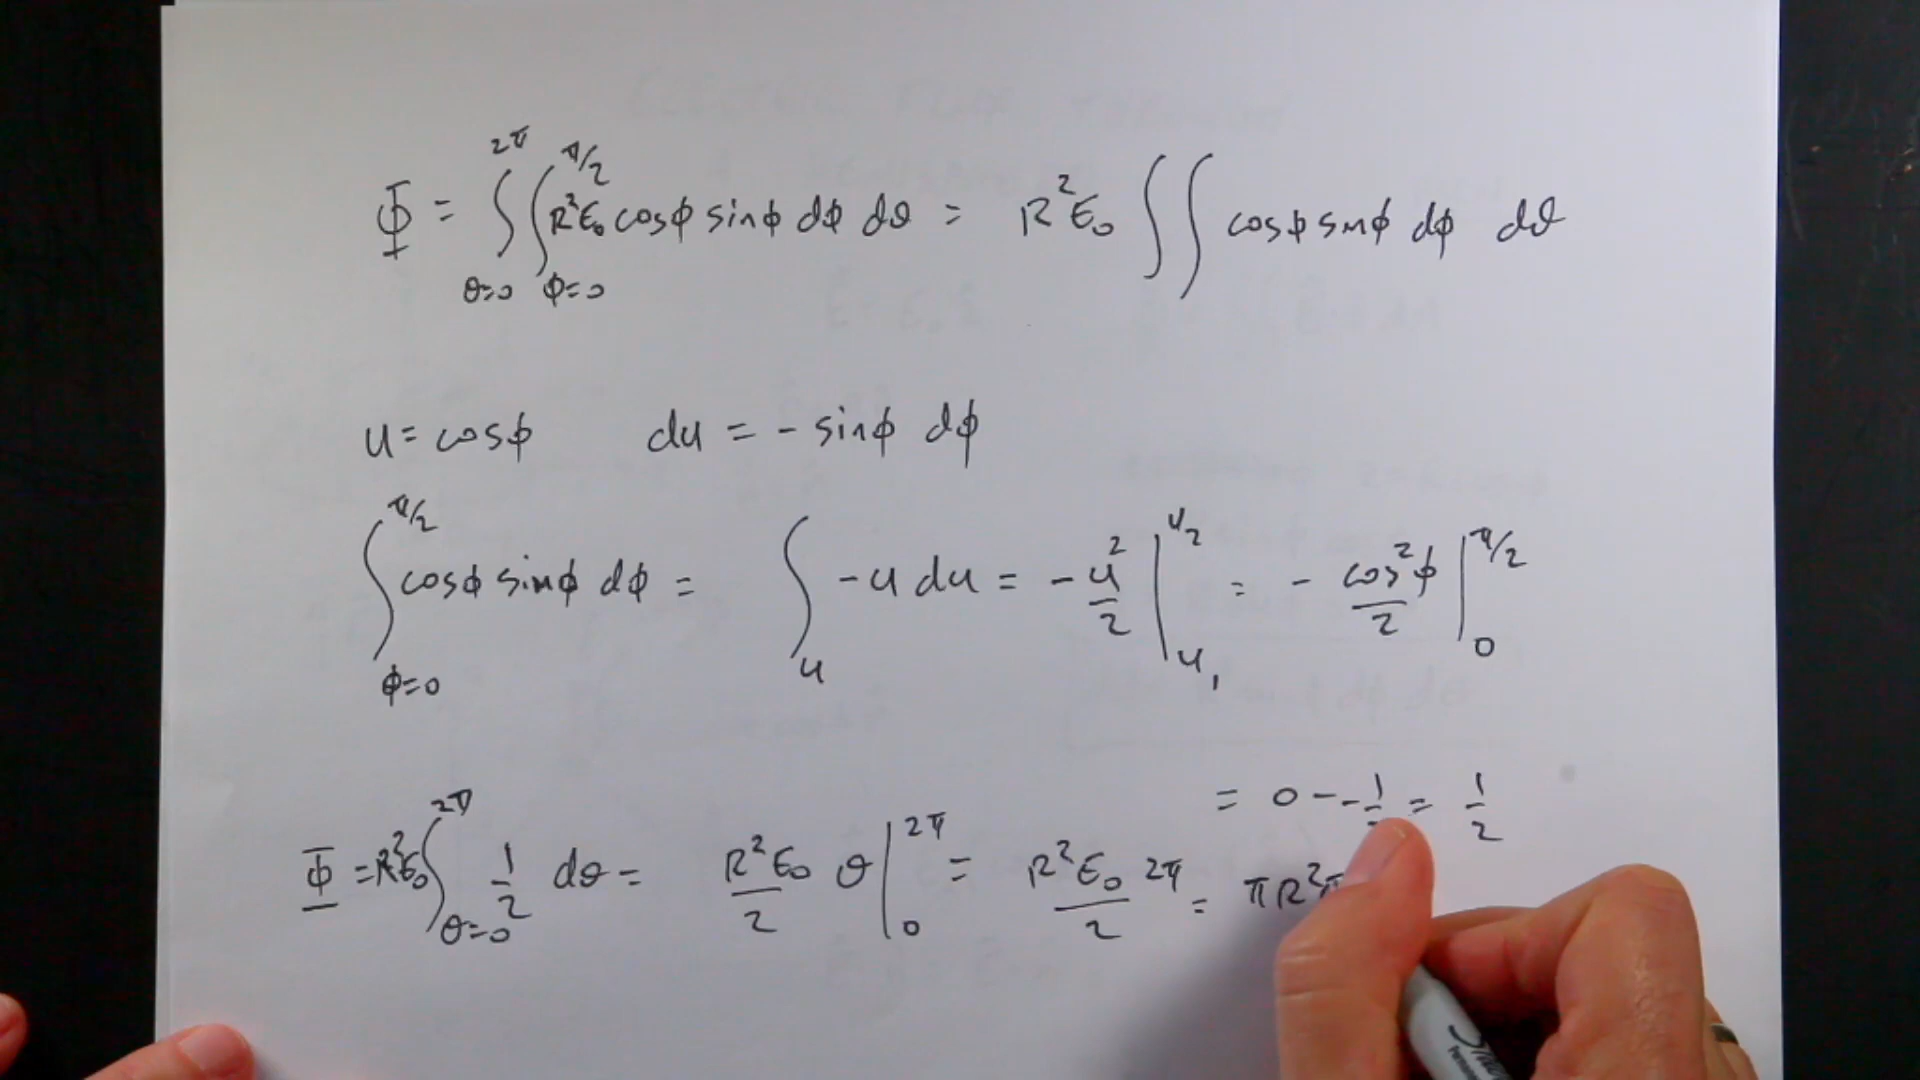 Φ = ∫_{θ=0}^{2π} ∫_{φ=0}^{π/2} R²E₀ cosφ sinφ dφ dθ = R²E₀ ∫∫ cosφ sinφ dφ dθ
u = cosφ du = - sinφ dφ
∫_{φ=0}^{π/2} cosφ sinφ dφ = ∫_u -u du = -u²/2 |_{u₁}^{u₂} = - cos²φ/2 |_0^{π/2}
= 0 - -1/2 = 1/2
Φ = R²E₀ ∫_{θ=0}^{2π} 1/2 dθ = R²E₀/2 θ |_0^{2π} = R²E₀ 2π/2 = πR²